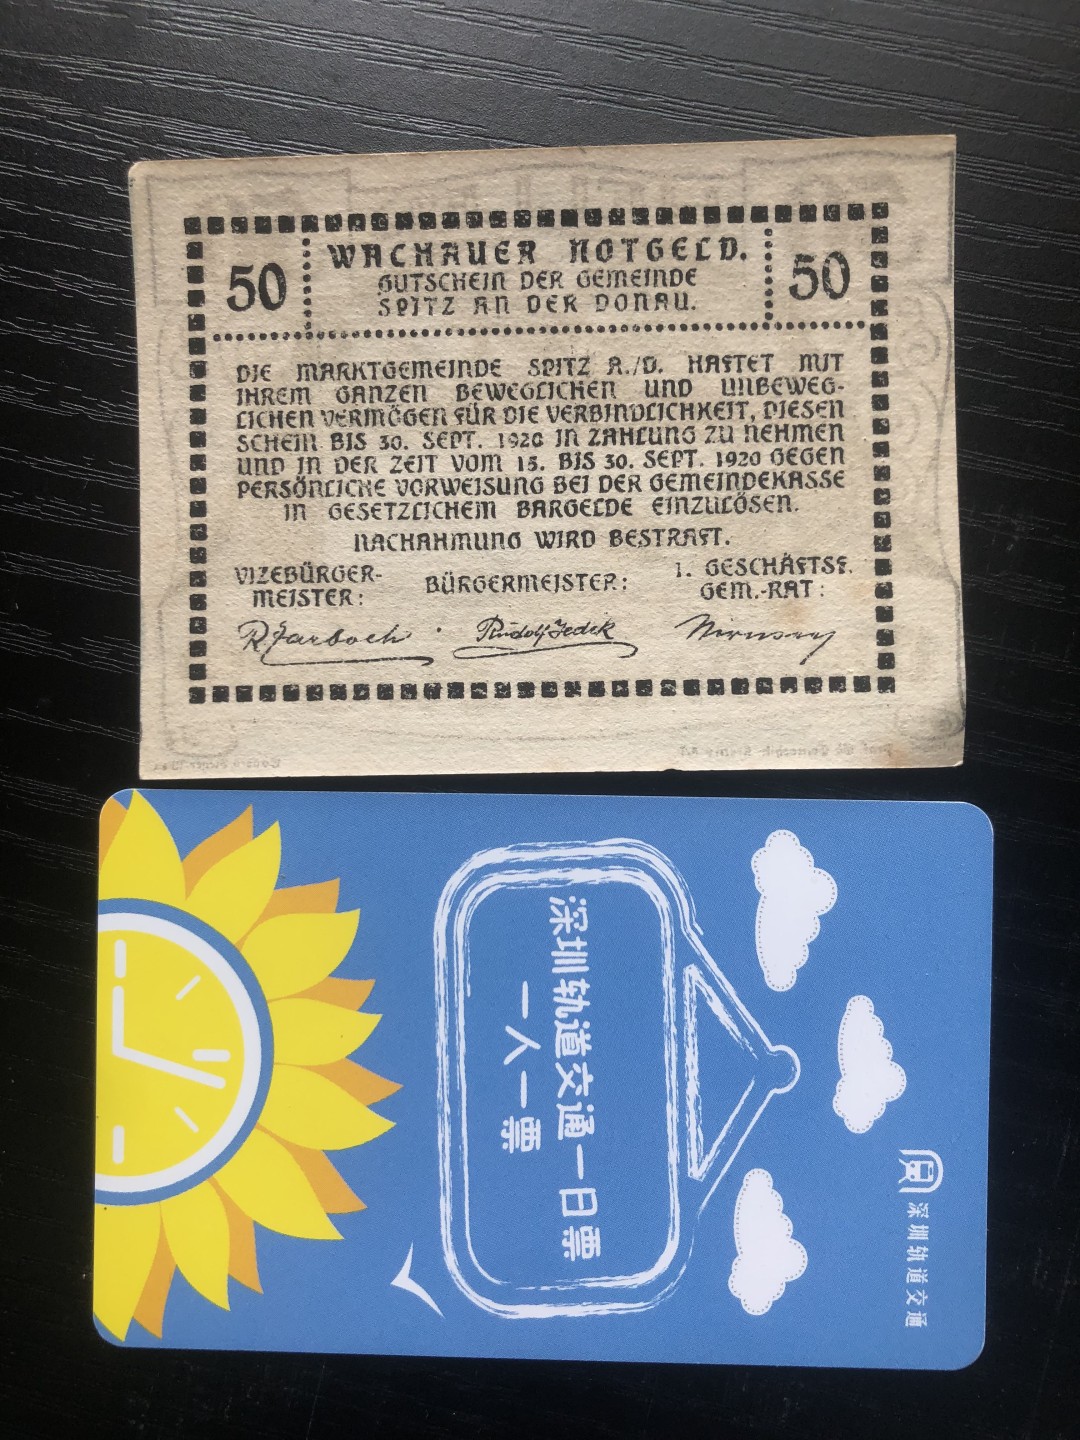 50
WACHAUER NOTGELD.
GUTSCHEIN DER GEMEINDE
SPITZ AN DER DONAU.
50
DIE MARKTGEMEINDE SPITZ A./D. HAFTET MIT
IHREM GANZEN BEWEGLICHEN UND UNBEWEG-
LICHEN VERMÖGEN FÜR DIE VERBINDLICHKEIT, DIESEN
SCHEIN BIS 30. SEPT. 1920 IN ZAHLUNG ZU NEHMEN
UND IN DER ZEIT VOM 15. BIS 30. SEPT. 1920 GEGEN
PERSÖNLICHE VORWEISUNG BEI DER GEMEINDEKASSE
IN GESETZLICHEM BARGELDE EINZULÖSEN.
NACHAHMUNG WIRD BESTRAFT.
VIZEBÜRGER-
MEISTER:
BÜRGERMEISTER:
1. GESCHÄFTSF.
GEM.-RAT:
Rudolf Jedek
深圳轨道交通
深圳轨道交通一日票
一人一票